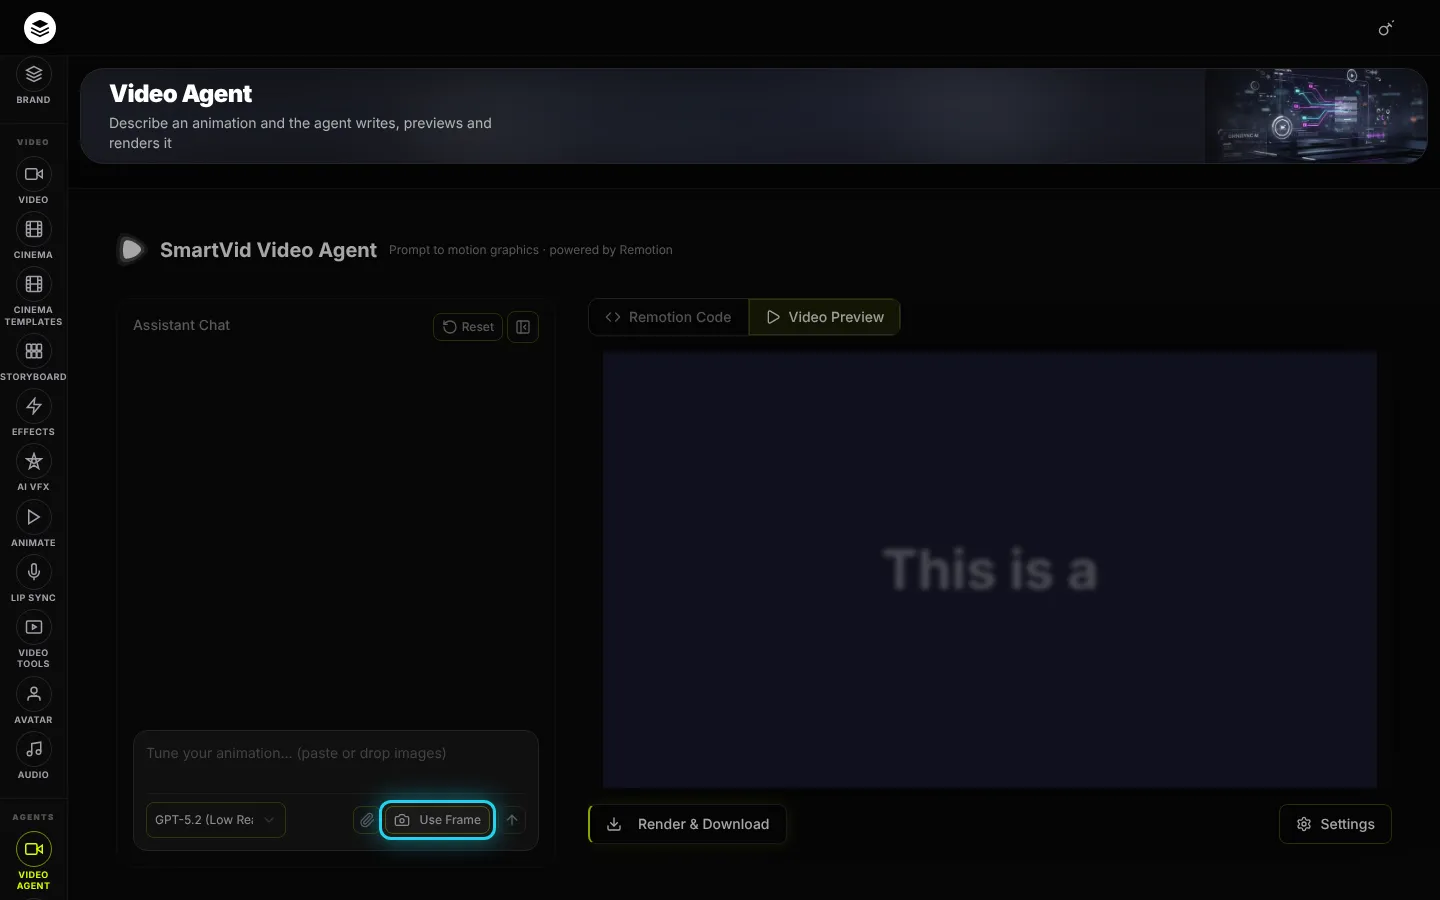 BRAND
VIDEO
VIDEO
CINEMA
CINEMA
TEMPLATES
STORYBOARD
EFFECTS
AI VFX
ANIMATE
LIP SYNC
VIDEO
TOOLS
AVATAR
AUDIO
AGENTS
VIDEO
AGENT
Video Agent
Describe an animation and the agent writes, previews and
renders it
SmartVid Video Agent
Prompt to motion graphics · powered by Remotion
Assistant Chat
Reset
Tune your animation... (paste or drop images)
GPT-5.2 (Low Rea
Use Frame
Remotion Code
Video Preview
This is a
Render & Download
Settings